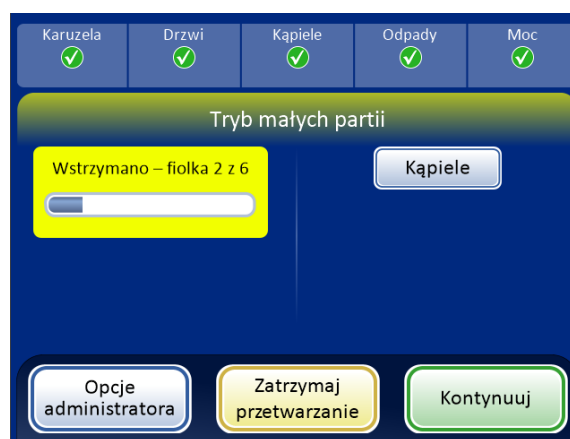 Karuzela
Drzwi
Kąpiele
Odpady
Moc
Tryb małych partii
Wstrzymano – fiolka 2 z 6
Kąpiele
Opcje
administratora
Zatrzymaj
przetwarzanie
Kontynuuj